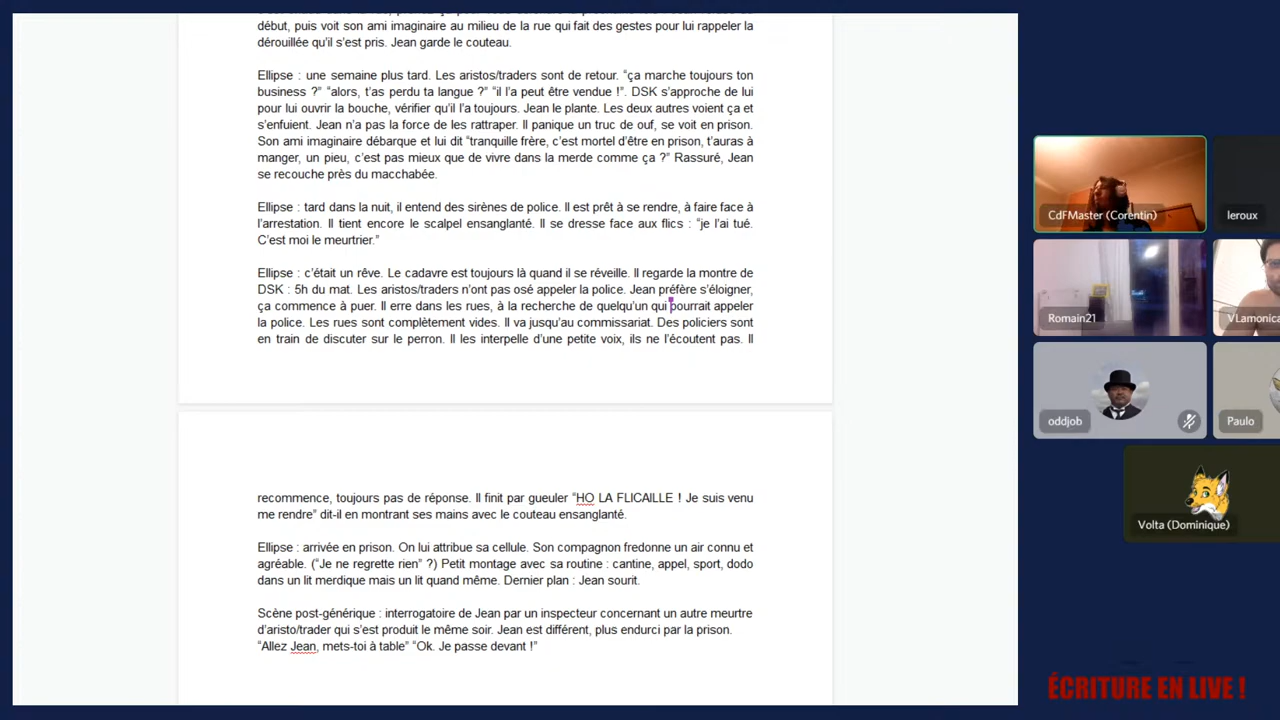 début, puis voit son ami imaginaire au milieu de la rue qui fait des gestes pour lui rappeler la
dérouillée qu'il s'est pris. Jean garde le couteau.
Ellipse : une semaine plus tard. Les aristos/traders sont de retour. “ça marche toujours ton
business ?” “alors, t'as perdu ta langue ?” “il l'a peut être vendue !”. DSK s'approche de lui
pour lui ouvrir la bouche, vérifier qu'il l'a toujours. Jean le plante. Les deux autres voient ça et
s'enfuient. Jean n'a pas la force de les rattraper. Il panique un truc de ouf, se voit en prison.
Son ami imaginaire débarque et lui dit “tranquille frère, c'est mortel d'être en prison, t'auras à
manger, un pieu, c'est pas mieux que de vivre dans la merde comme ça ?” Rassuré, Jean
se recouche près du macchabée.
Ellipse : tard dans la nuit, il entend des sirènes de police. Il est prêt à se rendre, à faire face à
l'arrestation. Il tient encore le scalpel ensanglanté. Il se dresse face aux flics : “je l'ai tué.
C'est moi le meurtrier.”
Ellipse : c'était un rêve. Le cadavre est toujours là quand il se réveille. Il regarde la montre de
DSK : 5h du mat. Les aristos/traders n'ont pas osé appeler la police. Jean préfère s'éloigner,
ça commence à puer. Il erre dans les rues, à la recherche de quelqu'un qui pourrait appeler
la police. Les rues sont complètement vides. Il va jusqu'au commissariat. Des policiers sont
en train de discuter sur le perron. Il les interpelle d'une petite voix, ils ne l'écoutent pas. Il
recommence, toujours pas de réponse. Il finit par gueuler “HO LA FLICAILLE ! Je suis venu
me rendre” dit-il en montrant ses mains avec le couteau ensanglanté.
Ellipse : arrivée en prison. On lui attribue sa cellule. Son compagnon fredonne un air connu et
agréable. (“Je ne regrette rien” ?) Petit montage avec sa routine : cantine, appel, sport, dodo
dans un lit merdique mais un lit quand même. Dernier plan : Jean sourit.
Scène post-générique : interrogatoire de Jean par un inspecteur concernant un autre meurtre
d'aristo/trader qui s'est produit le même soir. Jean est différent, plus endurci par la prison.
“Allez Jean, mets-toi à table” “Ok. Je passe devant !”
CdFMaster (Corentin)
leroux
Romain21
VLamonica
oddjob
Paulo
Volta (Dominique)
ÉCRITURE EN LIVE !